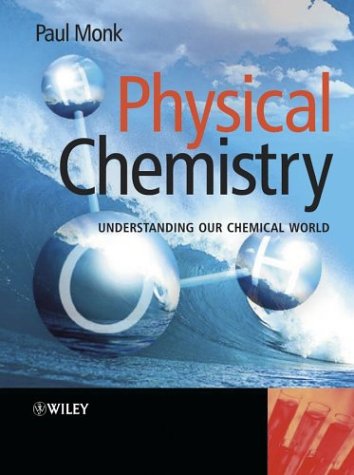 Paul Monk
Physical
Chemistry
UNDERSTANDING OUR CHEMICAL WORLD
H
O
H
WILEY